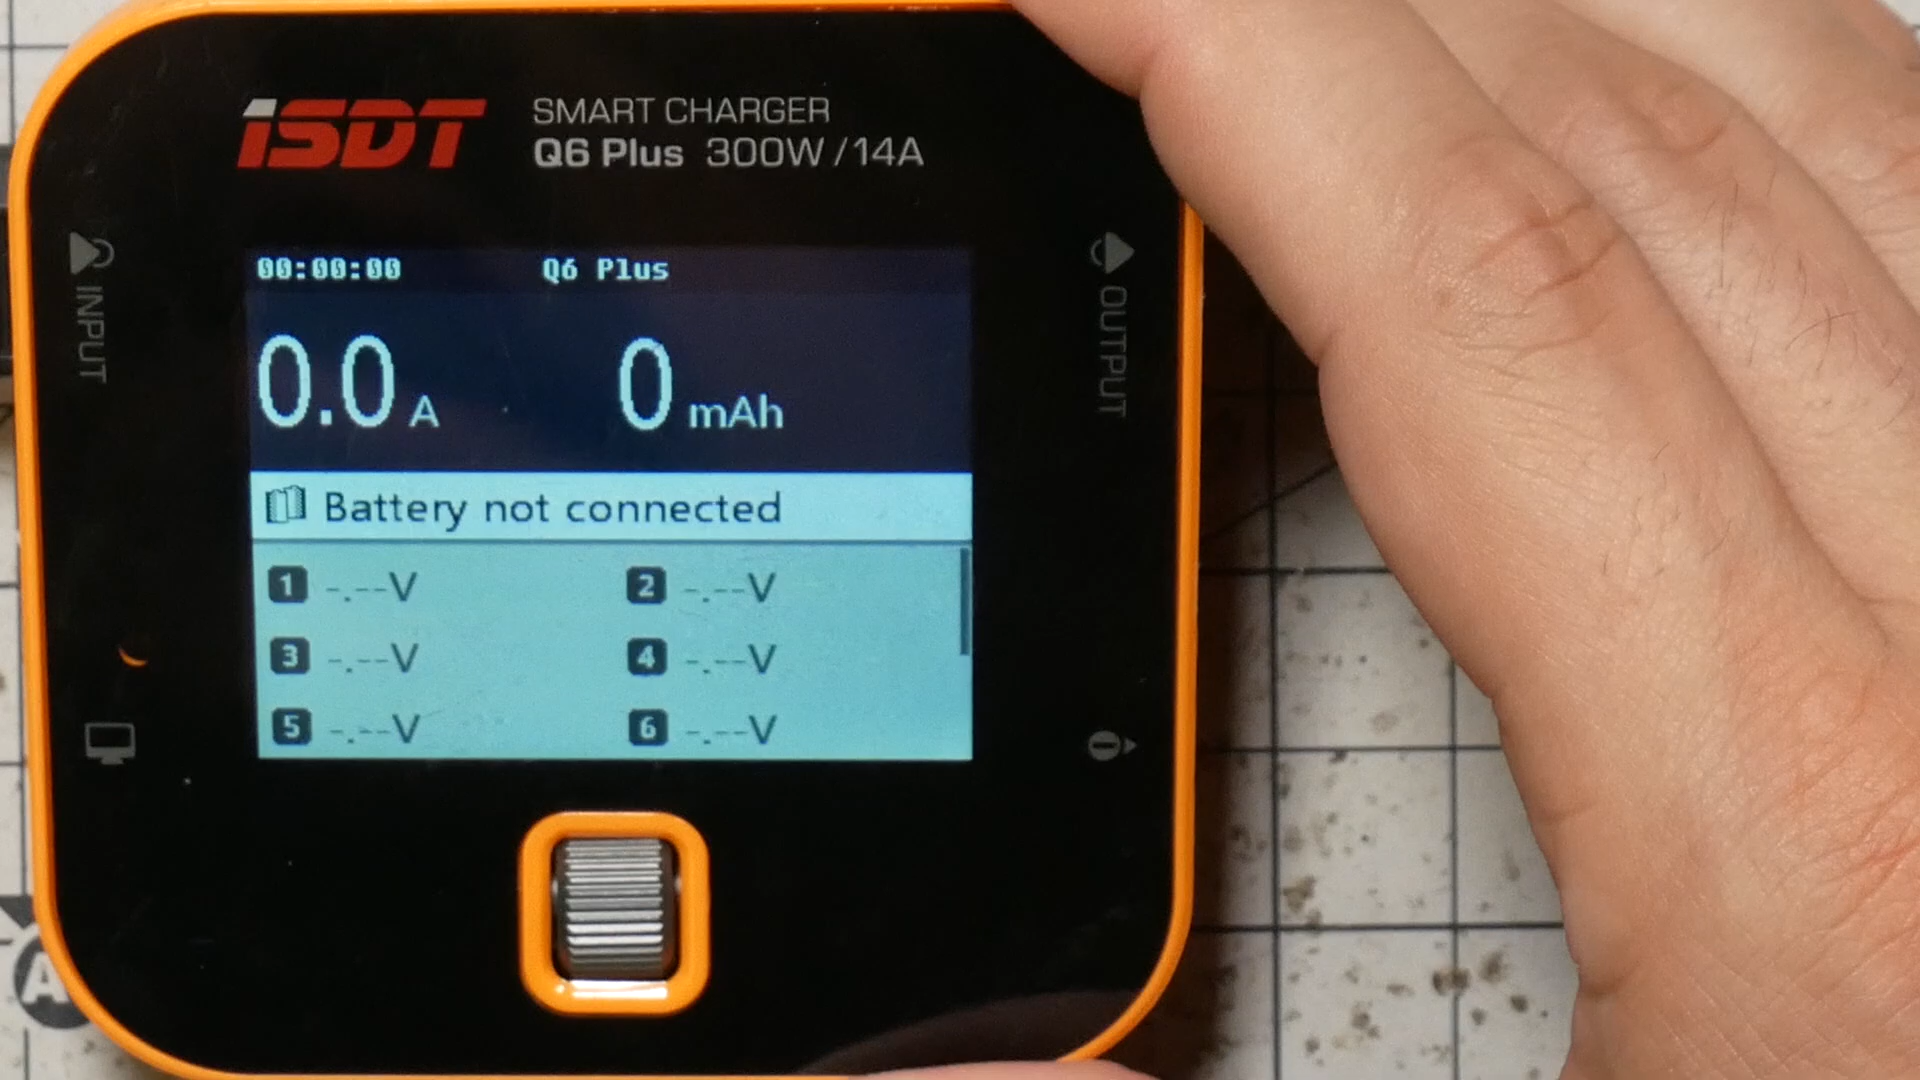 iSDT
SMART CHARGER
Q6 Plus 300W/14A
INPUT
OUTPUT
00:00:00 Q6 Plus
0.0 A 0 mAh
Battery not connected
1 -.--V 2 -.--V
3 -.--V 4 -.--V
5 -.--V 6 -.--V
A